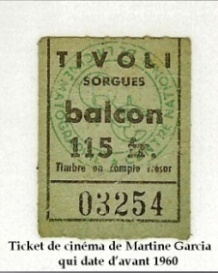 TIVOLI
SORGUES
balcon
115 fr.
Timbre en compte Trésor
03254
Ticket de cinéma de Martine Garcia
qui date d'avant 1960